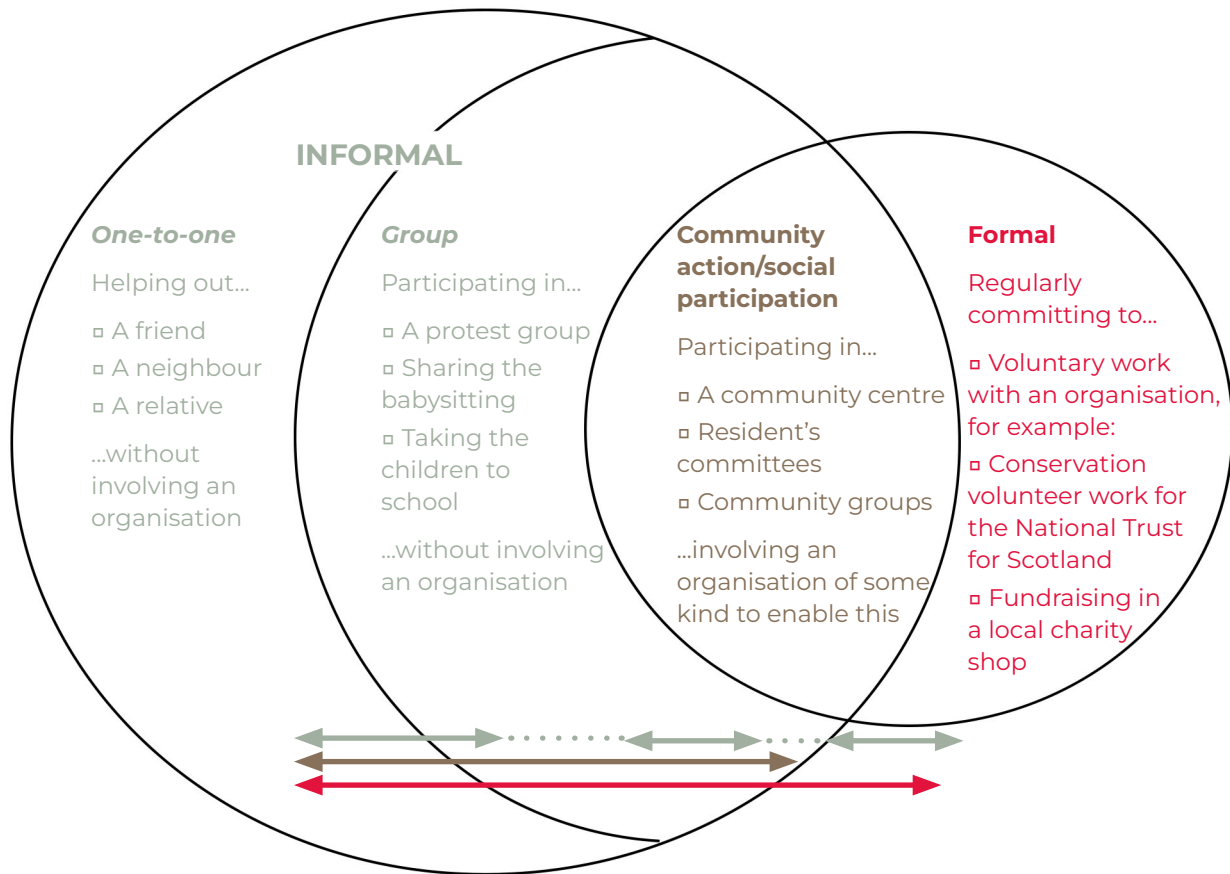 INFORMAL
One-to-one
Helping out...
▫ A friend
▫ A neighbour
▫ A relative
...without
involving an
organisation
Group
Participating in...
▫ A protest group
▫ Sharing the
babysitting
▫ Taking the
children to
school
...without involving
an organisation
Community
action/social
participation
Participating in...
▫ A community centre
▫ Resident's
committees
▫ Community groups
...involving an
organisation of some
kind to enable this
Formal
Regularly
committing to...
▫ Voluntary work
with an organisation,
for example:
▫ Conservation
volunteer work for
the National Trust
for Scotland
▫ Fundraising in
a local charity
shop